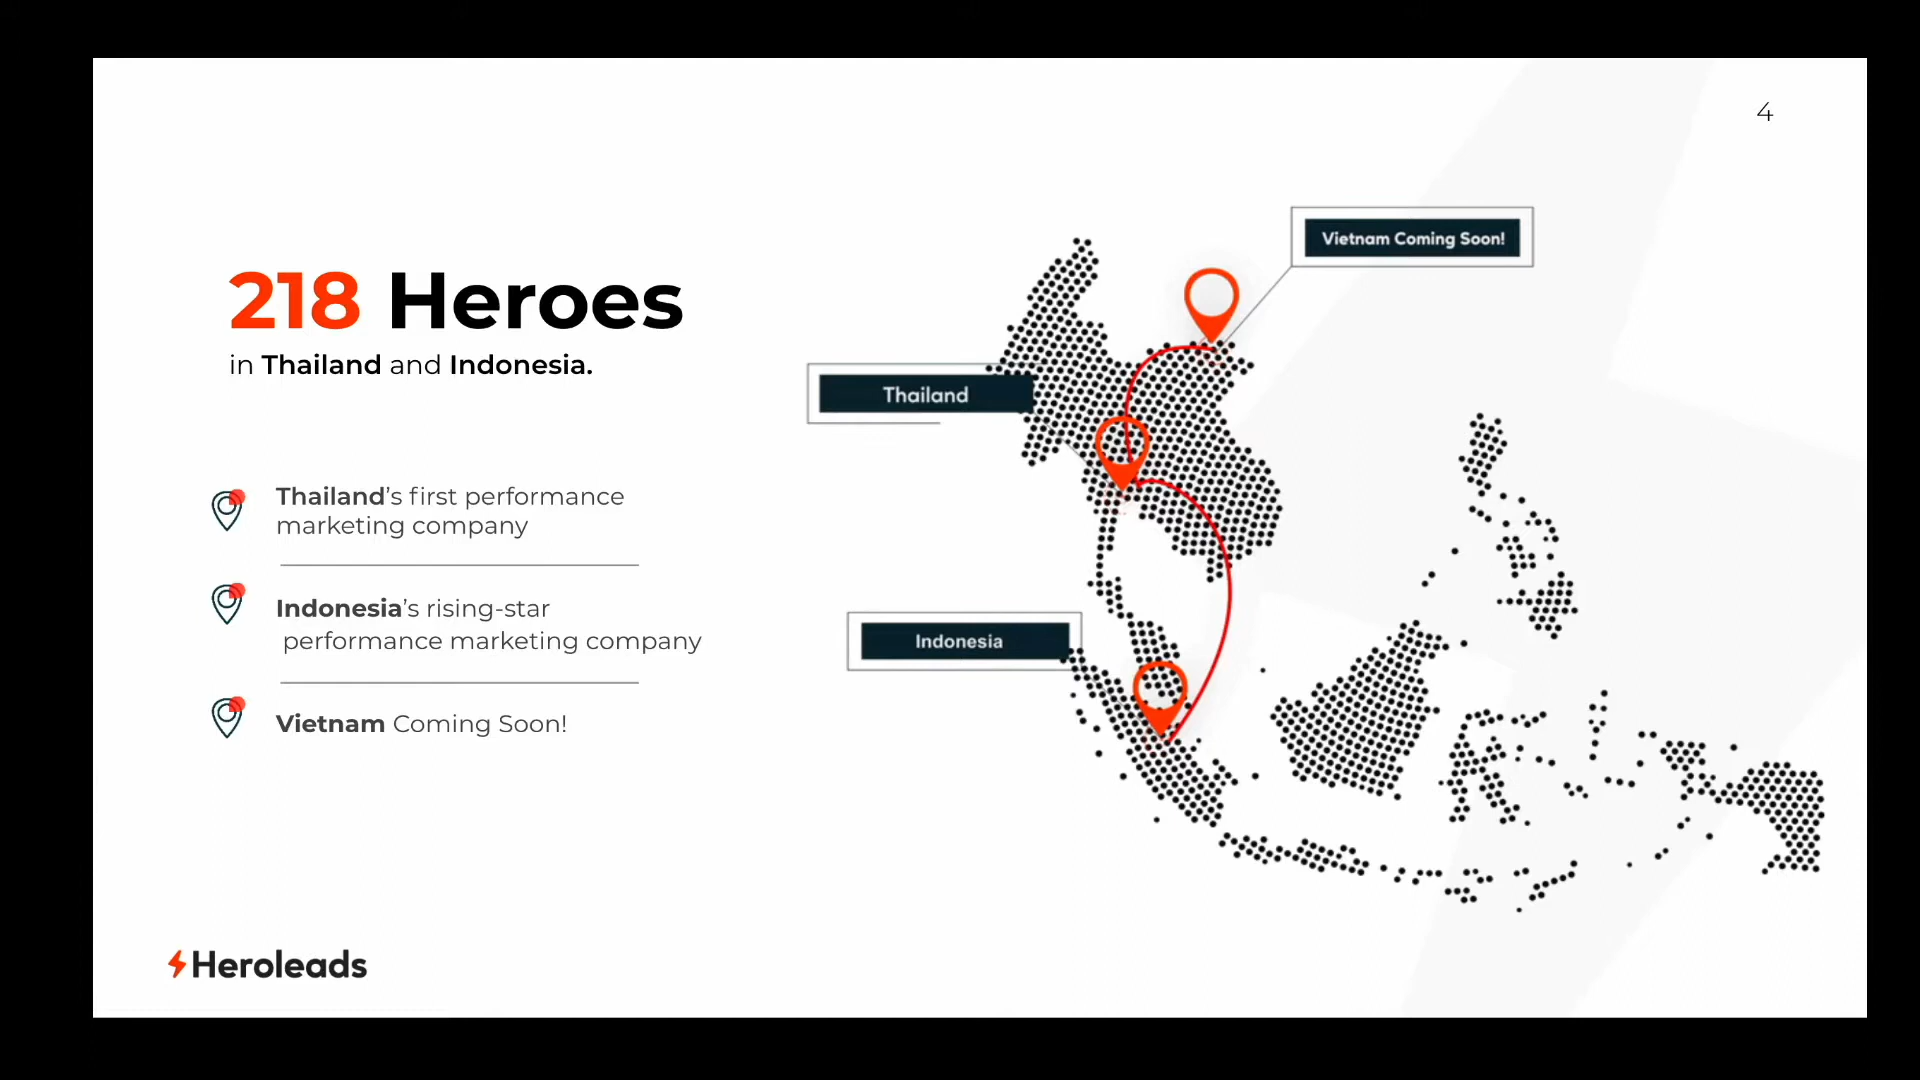 4
218 Heroes
in Thailand and Indonesia.
Thailand's first performance
marketing company
Indonesia's rising-star
performance marketing company
Vietnam Coming Soon!
Vietnam Coming Soon!
Thailand
Indonesia
Heroleads